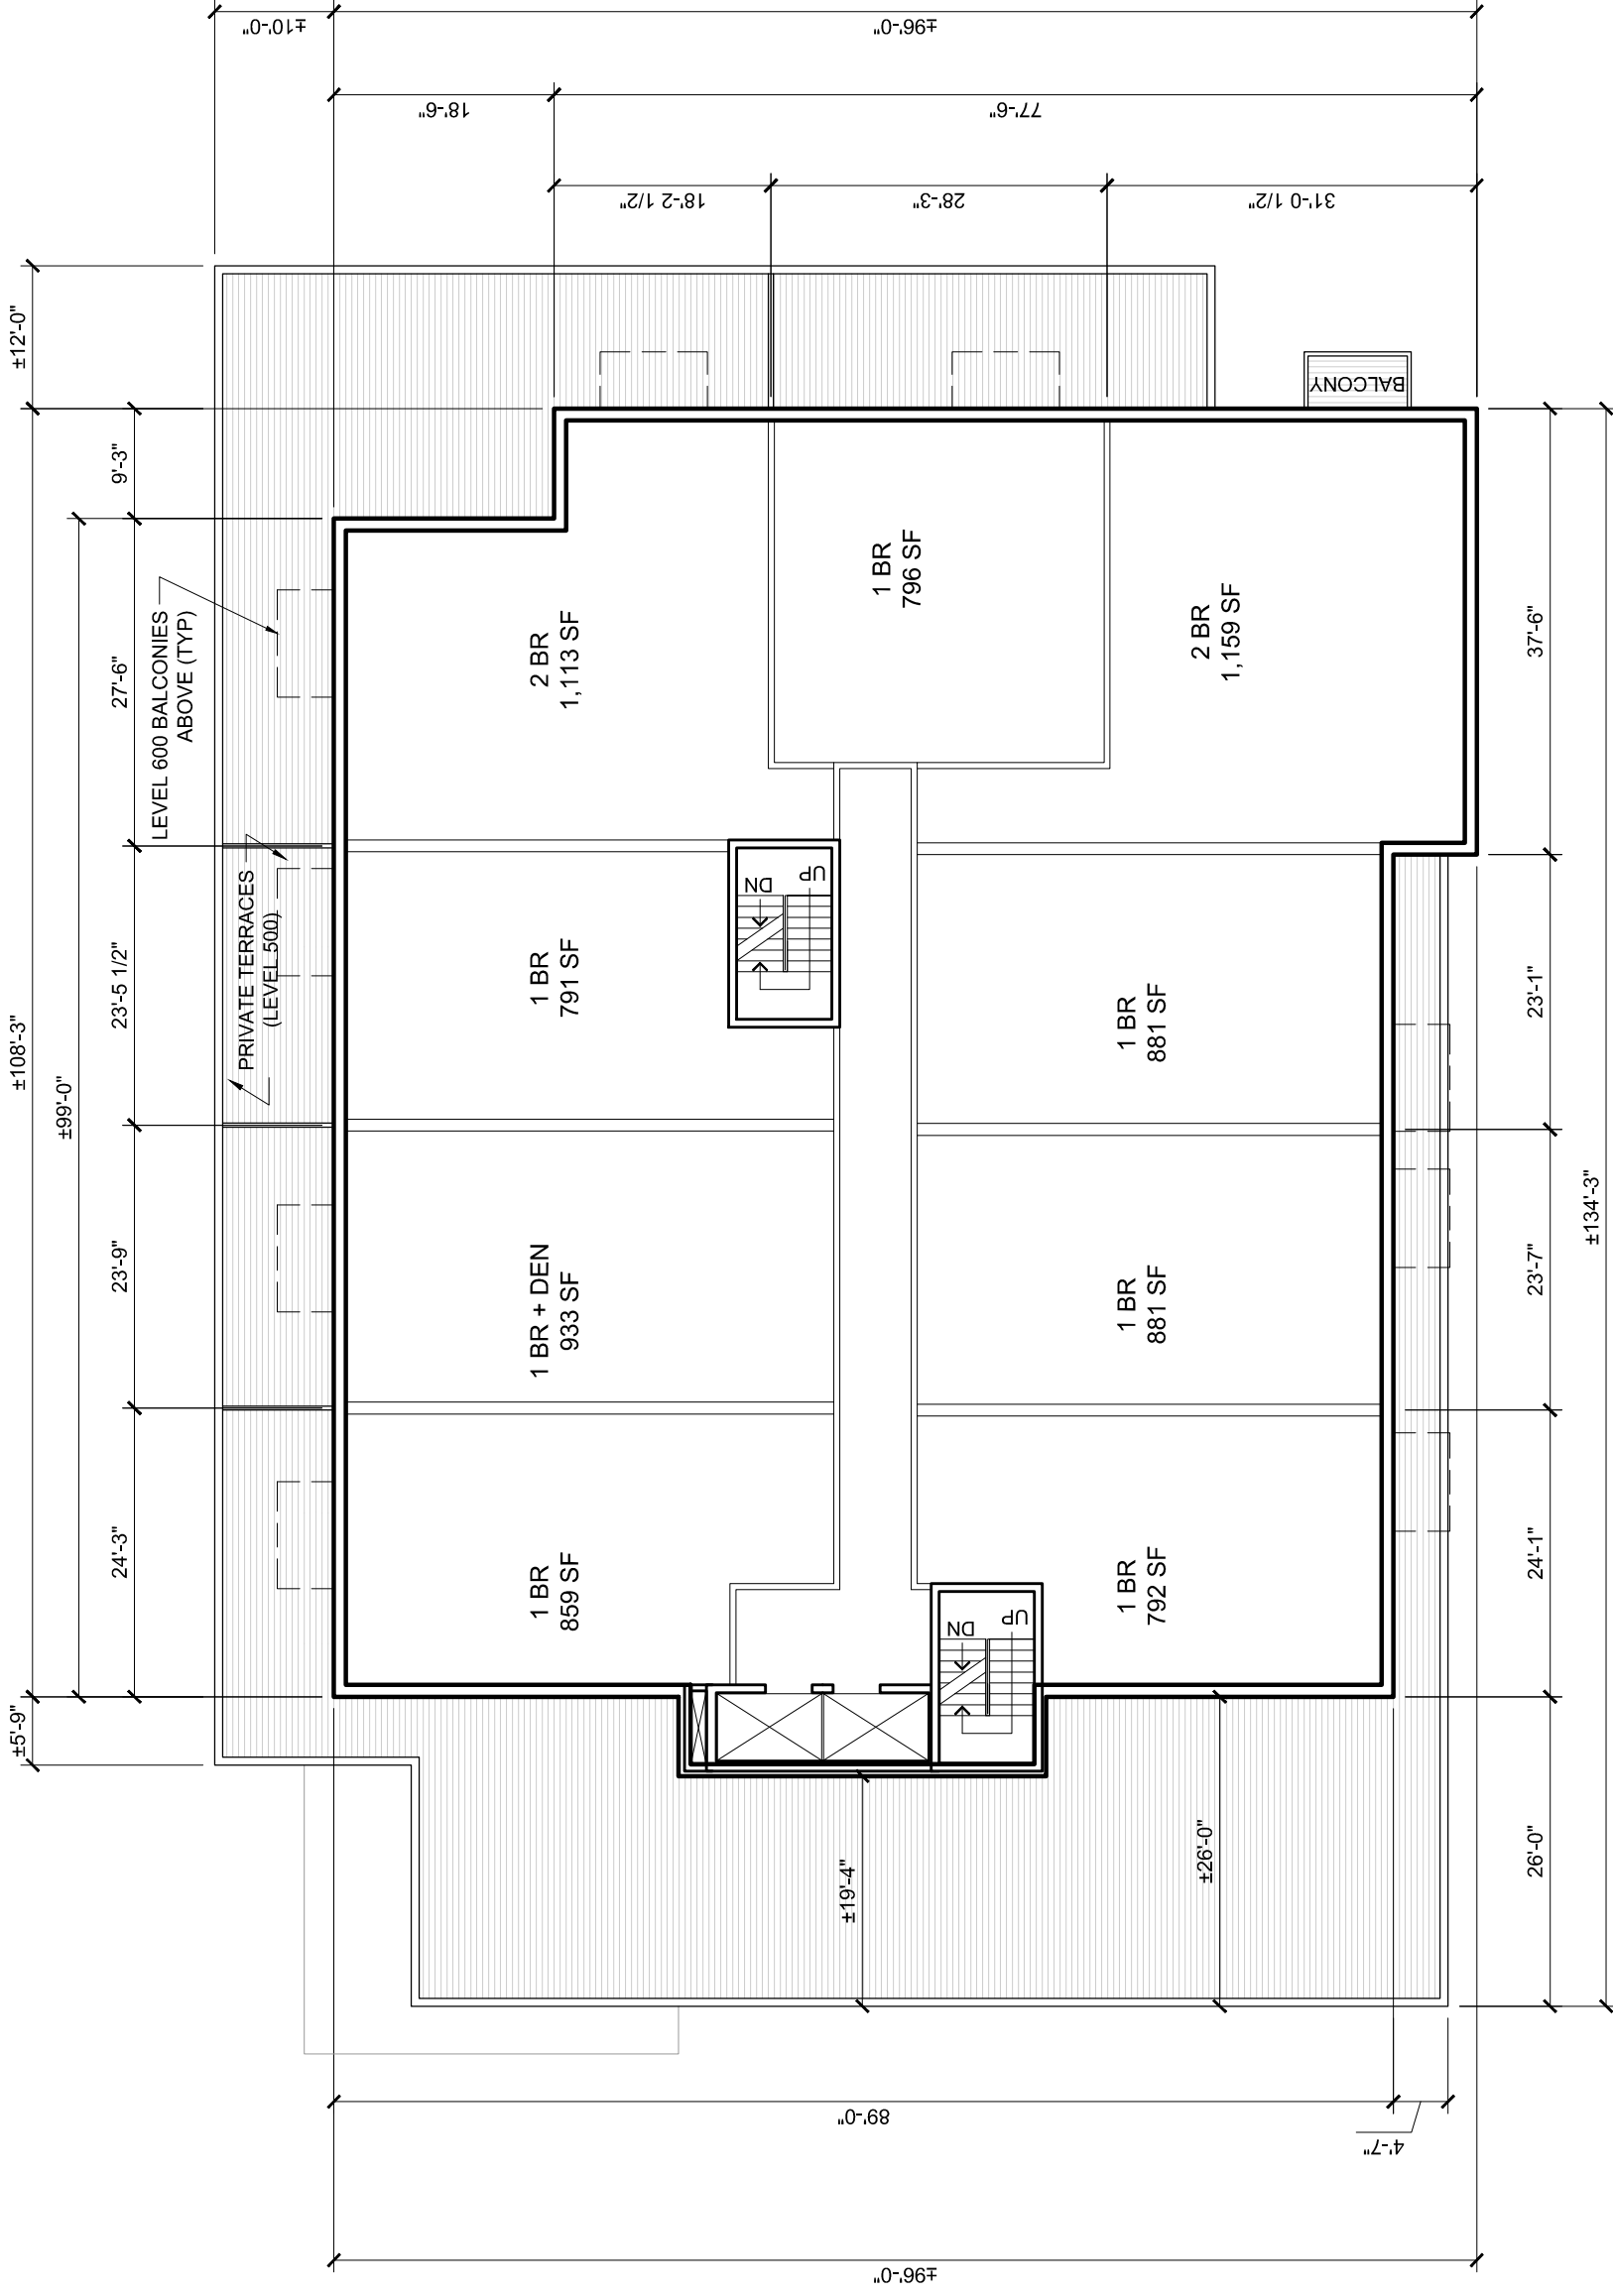 ±10'-0"
±96'-0"
18'-6"
77'-6"
18'-2 1/2"
28'-3"
31'-0 1/2"
±12'-0"
9'-3"
±108'-3"
±99'-0"
27'-6"
23'-5 1/2"
23'-9"
24'-3"
±5'-9"
LEVEL 600 BALCONIES
ABOVE (TYP)
PRIVATE TERRACES
(LEVEL 500)
BALCONY
2 BR
1,113 SF
1 BR
796 SF
2 BR
1,159 SF
1 BR
791 SF
DN
UP
1 BR
881 SF
1 BR + DEN
933 SF
1 BR
881 SF
1 BR
859 SF
1 BR
792 SF
DN
UP
37'-6"
23'-1"
23'-7"
24'-1"
26'-0"
±134'-3"
±19'-4"
±26'-0"
89'-0"
4'-7"
±96'-0"